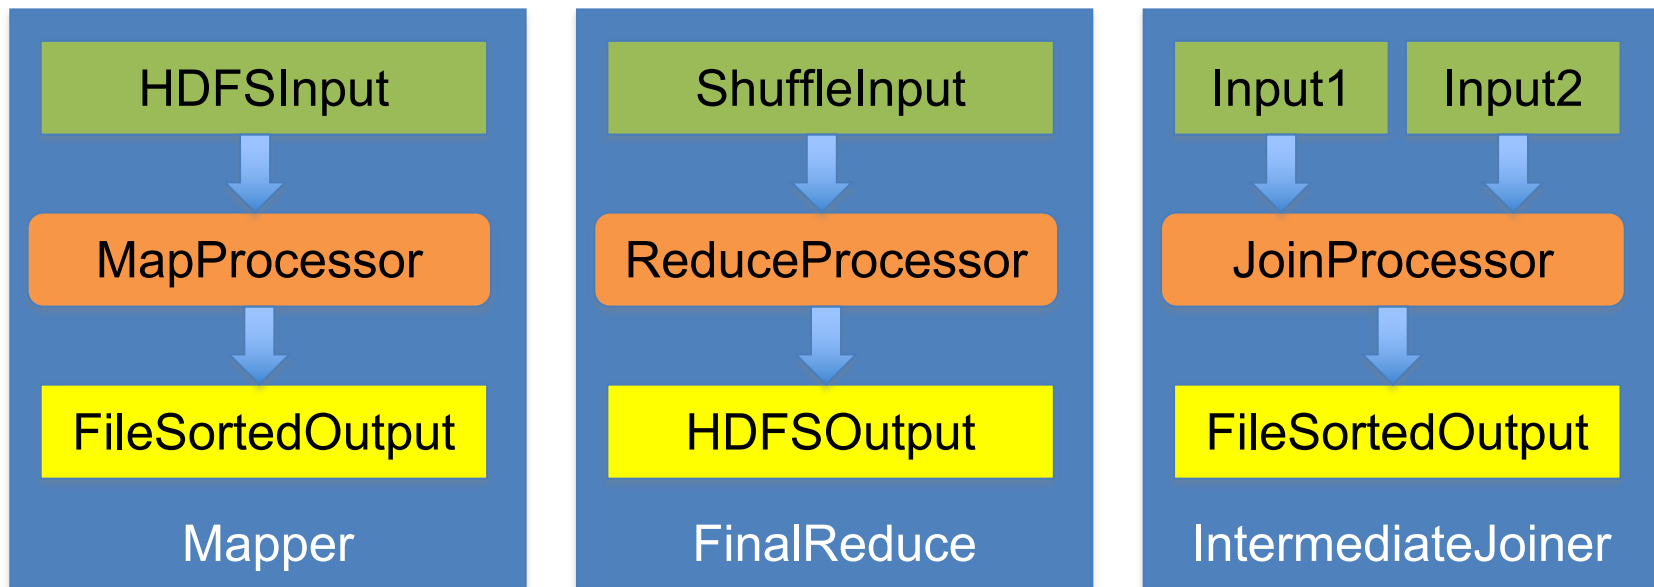 HDFSInput
MapProcessor
FileSortedOutput
Mapper
ShuffleInput
ReduceProcessor
HDFSOutput
FinalReduce
Input1
Input2
JoinProcessor
FileSortedOutput
IntermediateJoiner